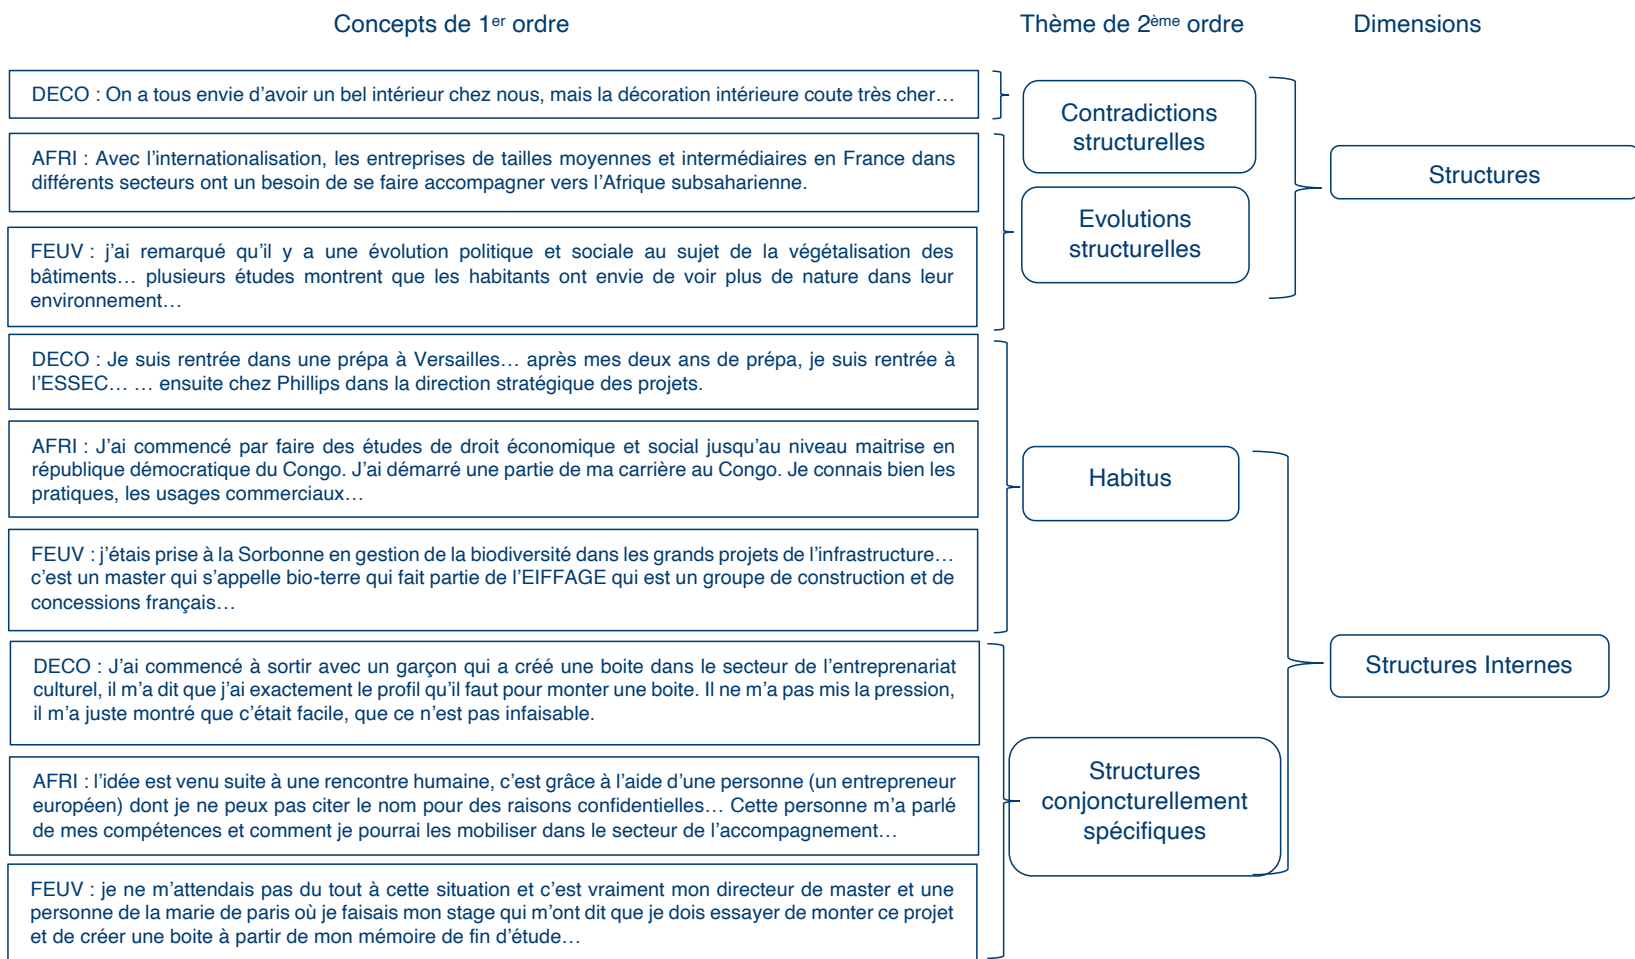 Concepts de 1er ordre
Thème de 2ème ordre
Dimensions
DECO : On a tous envie d’avoir un bel intérieur chez nous, mais la décoration intérieure coute très cher…
AFRI : Avec l’internationalisation, les entreprises de tailles moyennes et intermédiaires en France dans
différents secteurs ont un besoin de se faire accompagner vers l’Afrique subsaharienne.
FEUV : j’ai remarqué qu’il y a une évolution politique et sociale au sujet de la végétalisation des
bâtiments… plusieurs études montrent que les habitants ont envie de voir plus de nature dans leur
environnement…
Contradictions
structurelles
Evolutions
structurelles
Structures
DECO : Je suis rentrée dans une prépa à Versailles… après mes deux ans de prépa, je suis rentrée à
l’ESSEC… … ensuite chez Phillips dans la direction stratégique des projets.
AFRI : J’ai commencé par faire des études de droit économique et social jusqu’au niveau maitrise en
république démocratique du Congo. J’ai démarré une partie de ma carrière au Congo. Je connais bien les
pratiques, les usages commerciaux…
FEUV : j’étais prise à la Sorbonne en gestion de la biodiversité dans les grands projets de l’infrastructure…
c’est un master qui s’appelle bio-terre qui fait partie de l’EIFFAGE qui est un groupe de construction et de
concessions français…
Habitus
DECO : J’ai commencé à sortir avec un garçon qui a créé une boite dans le secteur de l’entreprenariat
culturel, il m’a dit que j’ai exactement le profil qu’il faut pour monter une boite. Il ne m’a pas mis la pression,
il m’a juste montré que c’était facile, que ce n’est pas infaisable.
AFRI : l’idée est venu suite à une rencontre humaine, c’est grâce à l’aide d’une personne (un entrepreneur
européen) dont je ne peux pas citer le nom pour des raisons confidentielles… Cette personne m’a parlé
de mes compétences et comment je pourrai les mobiliser dans le secteur de l’accompagnement…
FEUV : je ne m’attendais pas du tout à cette situation et c’est vraiment mon directeur de master et une
personne de la marie de paris où je faisais mon stage qui m’ont dit que je dois essayer de monter ce projet
et de créer une boite à partir de mon mémoire de fin d’étude…
Structures
conjoncturellement
spécifiques
Structures Internes